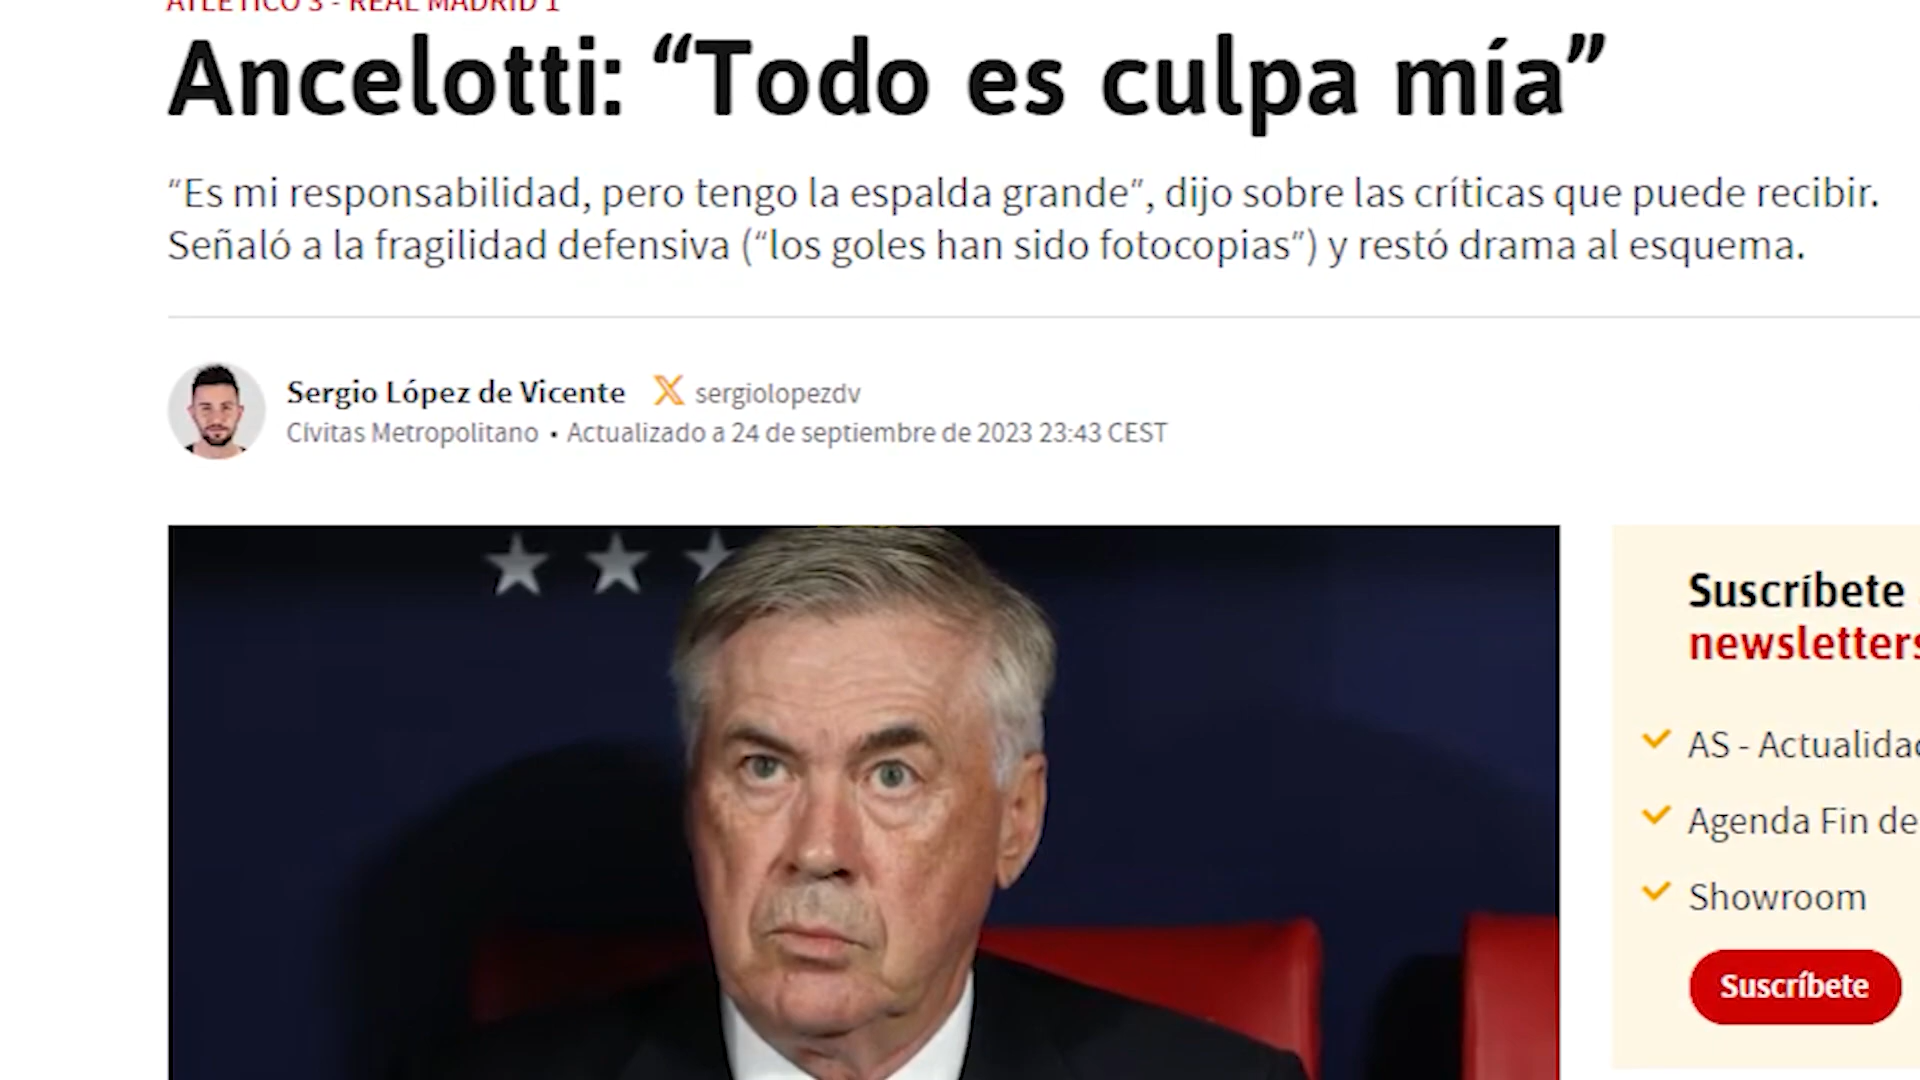 ATLÉTICO 3 - REAL MADRID 1
Ancelotti: “Todo es culpa mía”
“Es mi responsabilidad, pero tengo la espalda grande”, dijo sobre las críticas que puede recibir.
Señaló a la fragilidad defensiva (“los goles han sido fotocopias”) y restó drama al esquema.
Sergio López de Vicente sergiolopezdv
Cívitas Metropolitano • Actualizado a 24 de septiembre de 2023 23:43 CEST
Suscríbete
newsletters
AS - Actualidad
Agenda Fin de
Showroom
Suscríbete